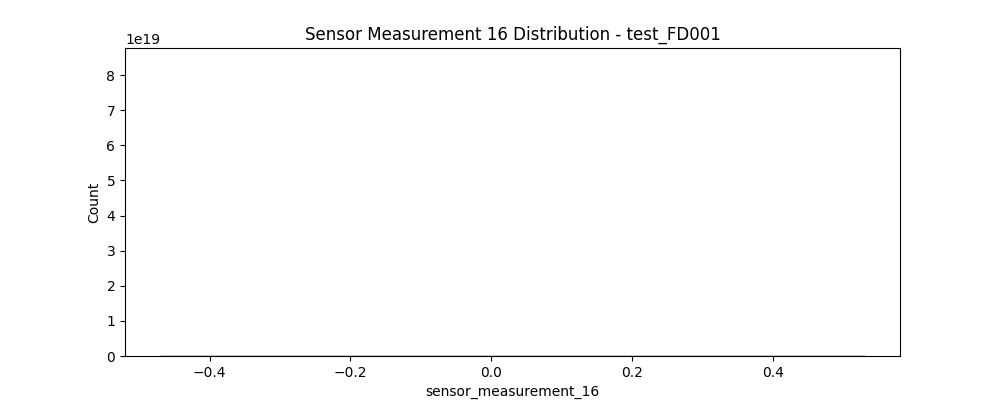 Sensor Measurement 16 Distribution - test_FD001
1e19
8
7
6
5
4
3
2
1
0
Count
−0.4 −0.2 0.0 0.2 0.4
sensor_measurement_16